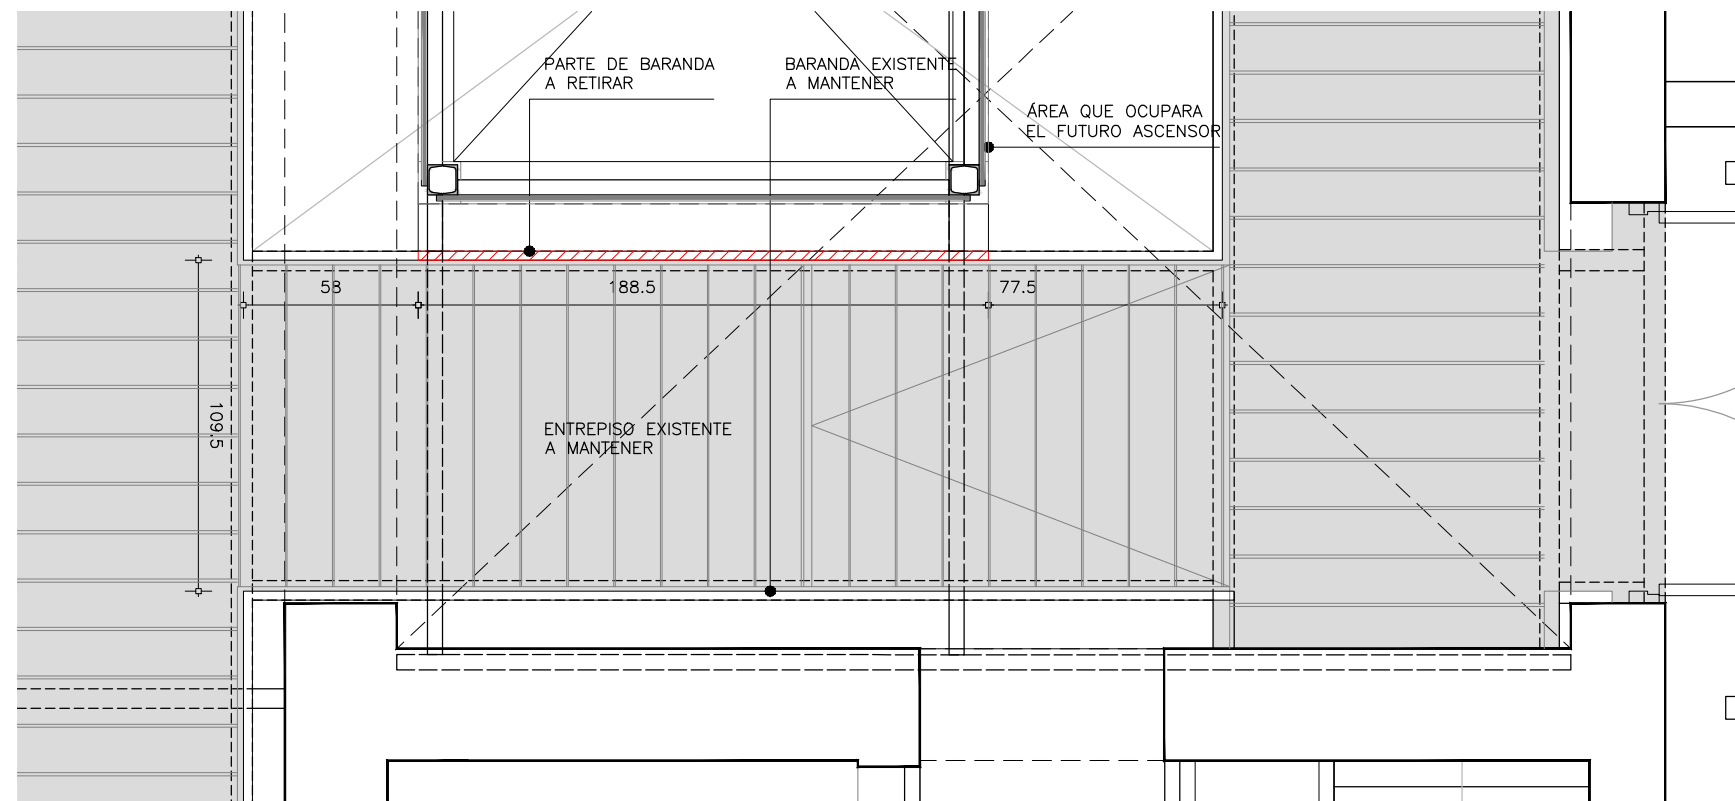 PARTE DE BARANDA
A RETIRAR
BARANDA EXISTENTE
A MANTENER
ÁREA QUE OCUPARA
EL FUTURO ASCENSOR
58
188.5
77.5
109.5
ENTREPISO EXISTENTE
A MANTENER